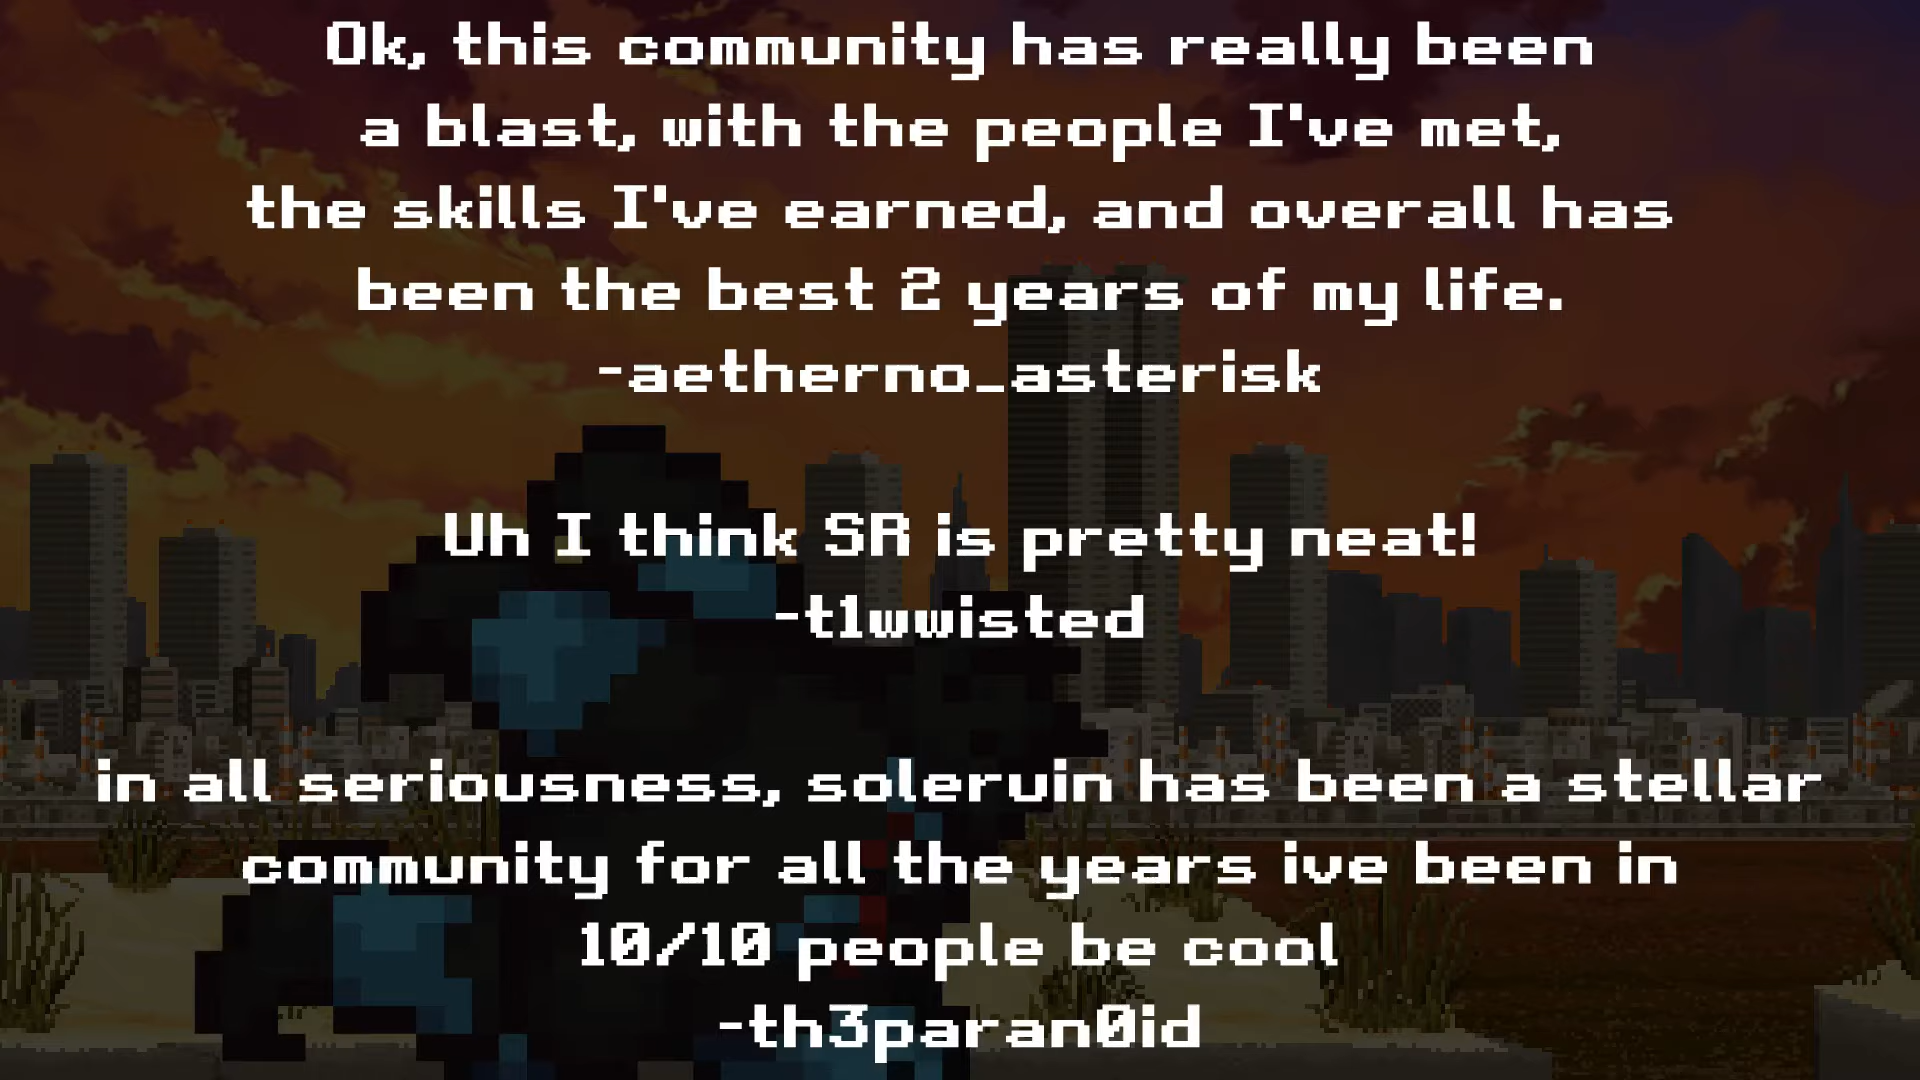 Ok, this community has really been
a blast, with the people I've met,
the skills I've earned, and overall has
been the best 2 years of my life.
-aetherno_asterisk
Uh I think SR is pretty neat!
-t1wwisted
in all seriousness, soleruin has been a stellar
community for all the years ive been in
10/10 people be cool
-th3paran0id